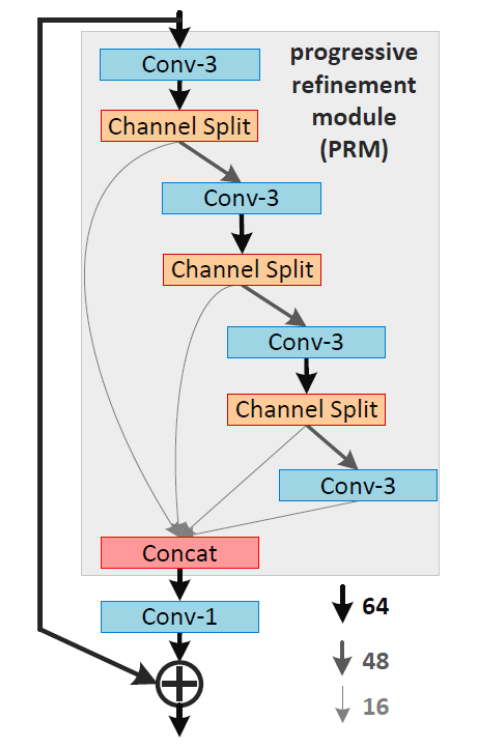 progressive
refinement
module
(PRM)
Conv-3
Channel Split
Conv-3
Channel Split
Conv-3
Channel Split
Conv-3
Concat
Conv-1
64
48
16